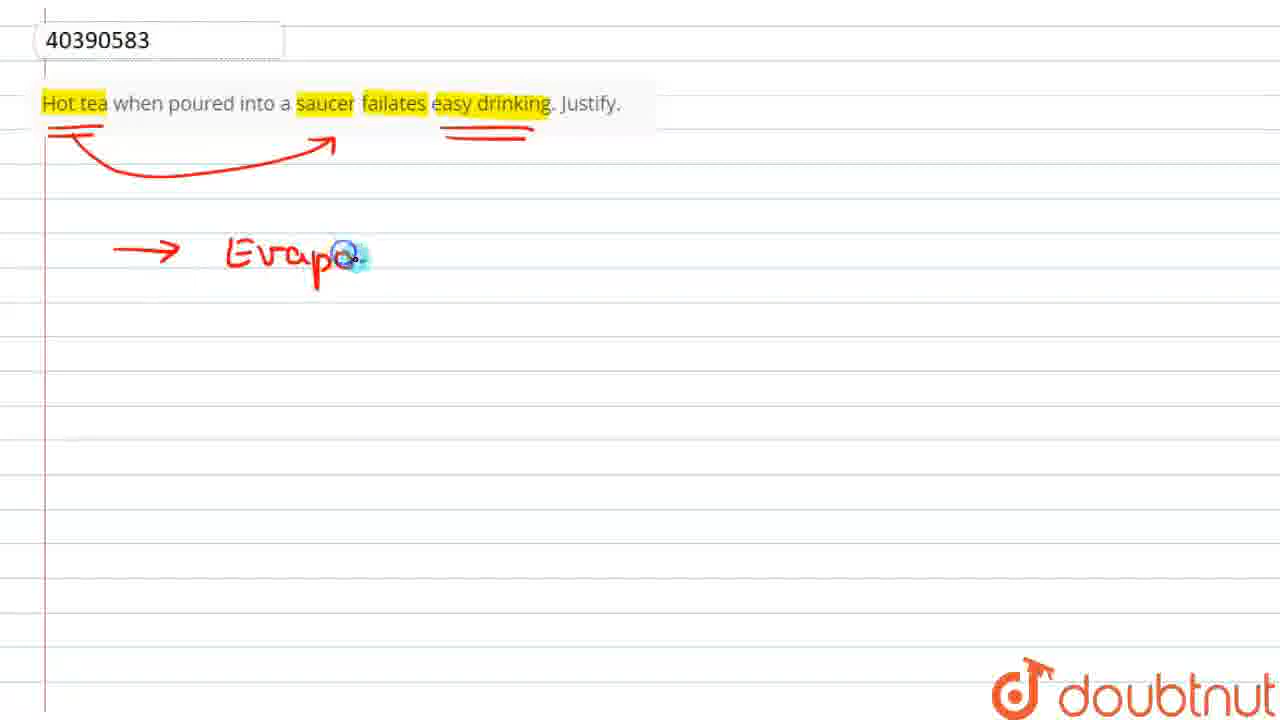 40390583
Hot tea when poured into a saucer failates easy drinking. Justify.
→ Evapo
doubtnut